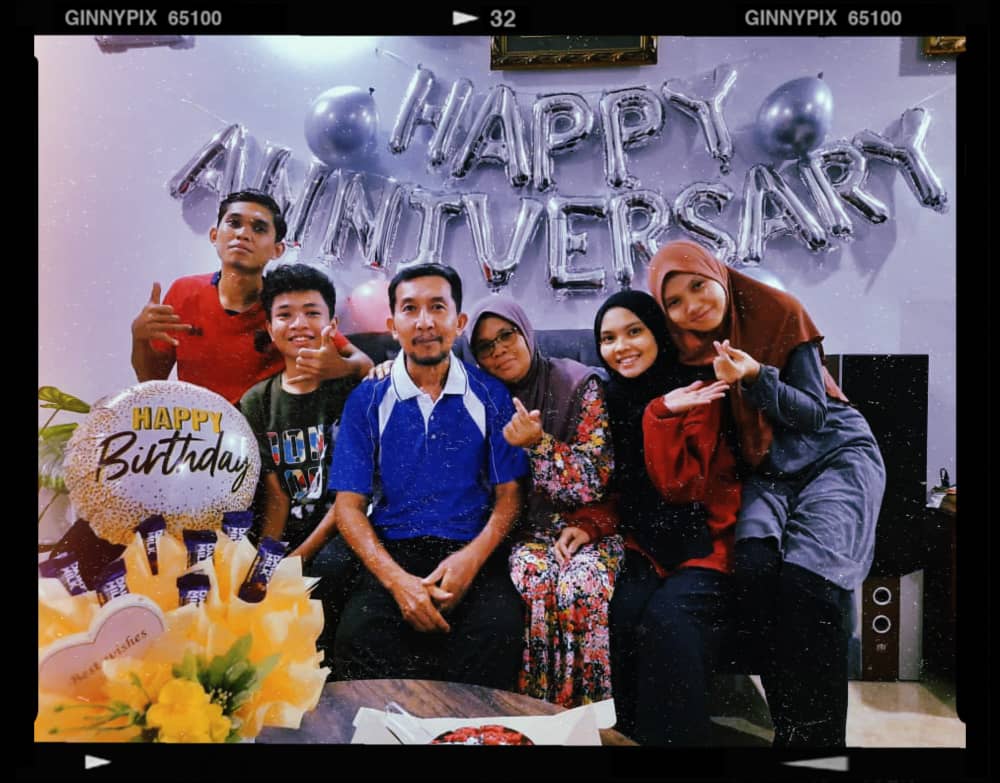 GINNYPIX 65100
32
GINNYPIX 65100
HAPPY
ANNIVERSARY
HAPPY
Birthday
Best wishes